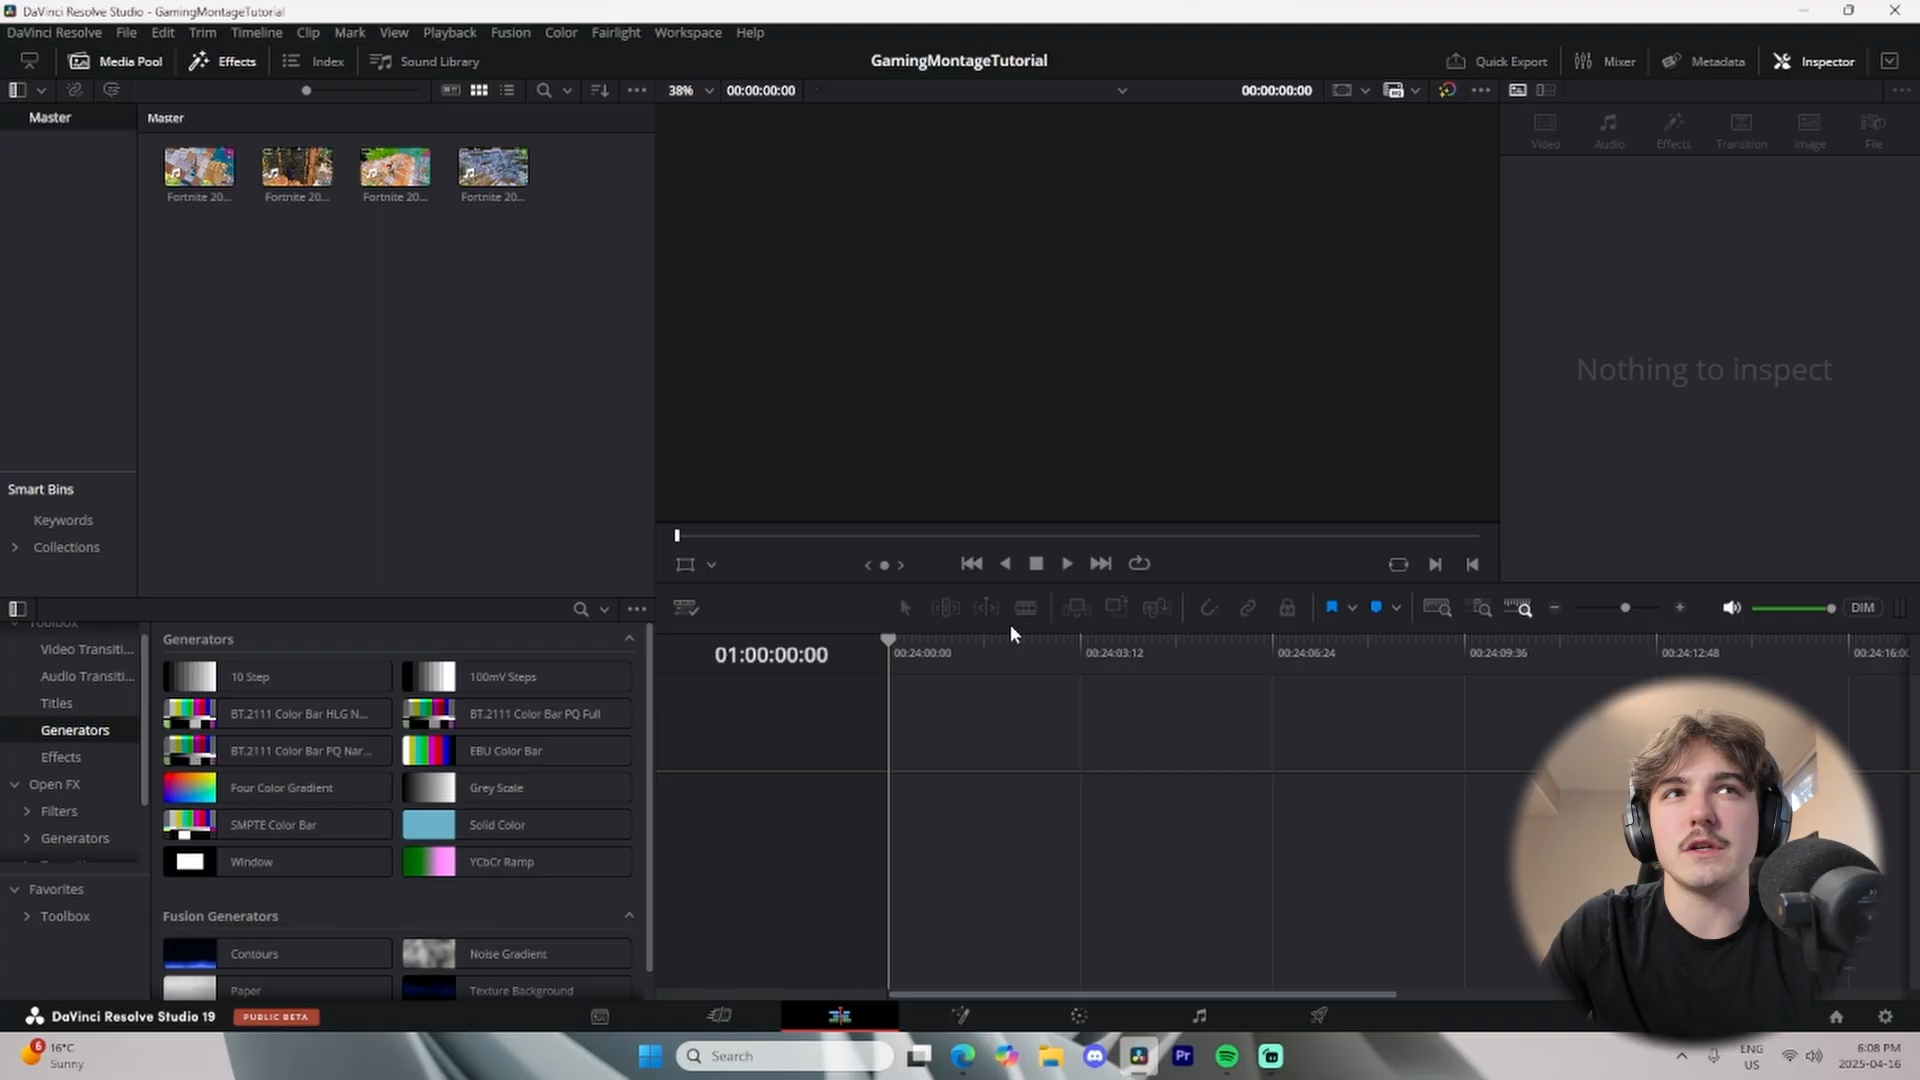 DaVinci Resolve Studio - GamingMontageTutorial
DaVinci Resolve File Edit Trim Timeline Clip Mark View Playback Fusion Color Fairlight Workspace Help
Media Pool Effects Index Sound Library GamingMontageTutorial Quick Export Mixer Metadata Inspector
38% 00:00:00:00 00:00:00:00
Master Master
Video Audio Effects Transition Image File
Fortnite 20... Fortnite 20... Fortnite 20... Fortnite 20...
Nothing to inspect
Smart Bins
Keywords
Collections
DIM
Toolbox
Video Transiti...
Audio Transiti...
Titles
Generators
Effects
Open FX
Filters
Generators
Favorites
Toolbox
Generators
10 Step 100mV Steps
BT.2111 Color Bar HLG N... BT.2111 Color Bar PQ Full
BT.2111 Color Bar PQ Nar... EBU Color Bar
Four Color Gradient Grey Scale
SMPTE Color Bar Solid Color
Window YCbCr Ramp
Fusion Generators
Contours Noise Gradient
Paper Texture Background
01:00:00:00 00:24:00:00 00:24:03:12 00:24:06:24 00:24:09:36 00:24:12:48 00:24:16:00
DaVinci Resolve Studio 19 PUBLIC BETA
6 16°C
Sunny
Search
Pr
ENG
US
6:08 PM
2025-04-16